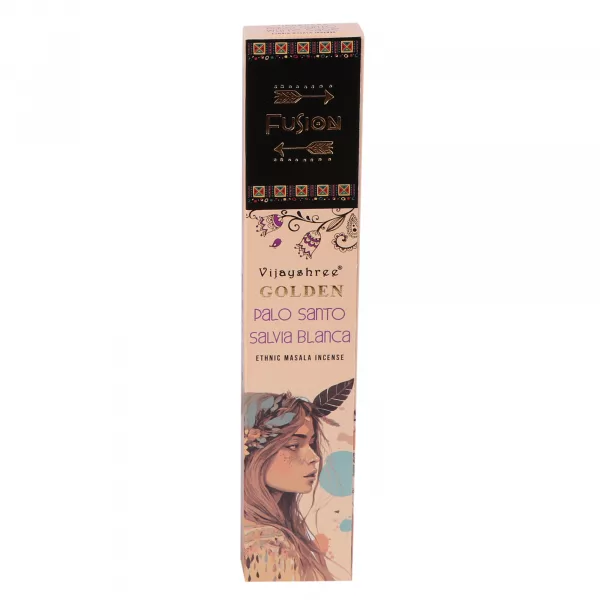 FUSION
Vijayshree®
GOLDEN
PALO SANTO
SALVIA BLANCA
ETHNIC MASALA INCENSE